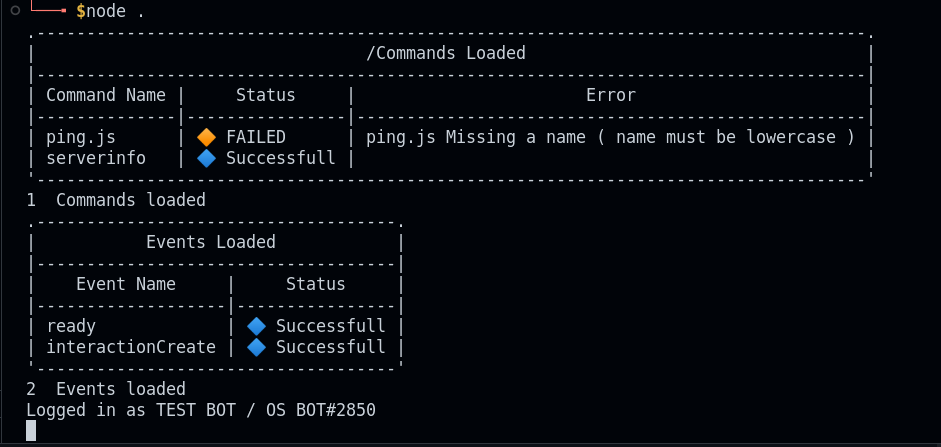 $node .
/Commands Loaded
Command Name | Status | Error
ping.js | 🔶 FAILED | ping.js Missing a name ( name must be lowercase )
serverinfo | 🔷 Successfull |
1  Commands loaded
Events Loaded
Event Name | Status
ready | 🔷 Successfull
interactionCreate | 🔷 Successfull
2  Events loaded
Logged in as TEST BOT / OS BOT#2850